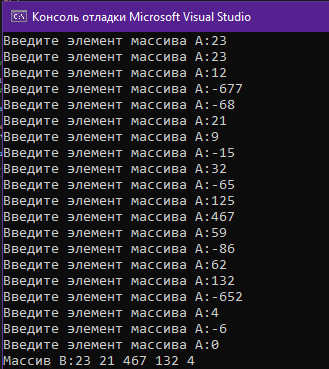 Консоль отладки Microsoft Visual Studio
Введите элемент массива A:23
Введите элемент массива A:23
Введите элемент массива A:12
Введите элемент массива A:-677
Введите элемент массива A:-68
Введите элемент массива A:21
Введите элемент массива A:9
Введите элемент массива A:-15
Введите элемент массива A:32
Введите элемент массива A:-65
Введите элемент массива A:125
Введите элемент массива A:467
Введите элемент массива A:59
Введите элемент массива A:-86
Введите элемент массива A:62
Введите элемент массива A:132
Введите элемент массива A:-652
Введите элемент массива A:4
Введите элемент массива A:-6
Введите элемент массива A:0
Массив B:23 21 467 132 4